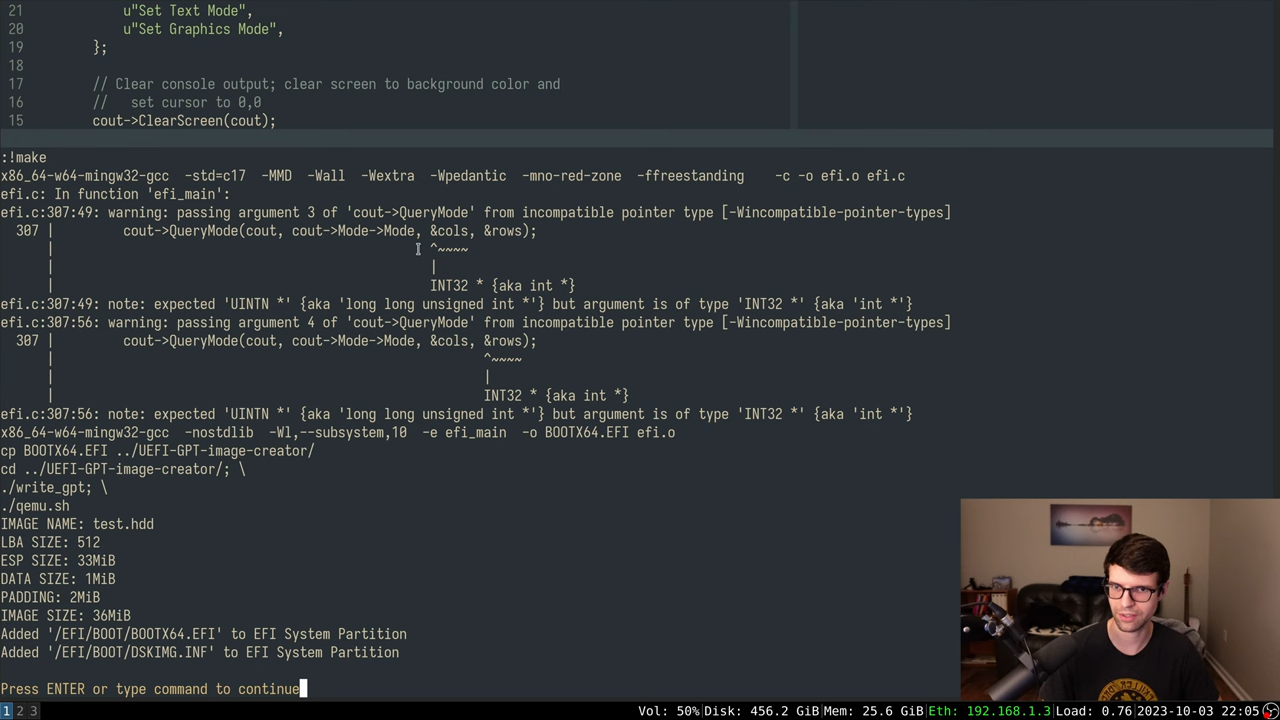 21 u"Set Text Mode",
20 u"Set Graphics Mode",
19 };
18
17 // Clear console output; clear screen to background color and
16 //   set cursor to 0,0
15 cout->ClearScreen(cout);
:!make
x86_64-w64-mingw32-gcc -std=c17 -MMD -Wall -Wextra -Wpedantic -mno-red-zone -ffreestanding -c -o efi.o efi.c
efi.c: In function 'efi_main':
efi.c:307:49: warning: passing argument 3 of 'cout->QueryMode' from incompatible pointer type [-Wincompatible-pointer-types]
307 | cout->QueryMode(cout, cout->Mode->Mode, &cols, &rows);
| ^~~~~
| |
| INT32 * {aka int *}
efi.c:307:49: note: expected 'UINTN *' {aka 'long long unsigned int *'} but argument is of type 'INT32 *' {aka 'int *'}
efi.c:307:56: warning: passing argument 4 of 'cout->QueryMode' from incompatible pointer type [-Wincompatible-pointer-types]
307 | cout->QueryMode(cout, cout->Mode->Mode, &cols, &rows);
| ^~~~~
| |
| INT32 * {aka int *}
efi.c:307:56: note: expected 'UINTN *' {aka 'long long unsigned int *'} but argument is of type 'INT32 *' {aka 'int *'}
x86_64-w64-mingw32-gcc -nostdlib -Wl,--subsystem,10 -e efi_main -o BOOTX64.EFI efi.o
cp BOOTX64.EFI ../UEFI-GPT-image-creator/
cd ../UEFI-GPT-image-creator/; \
./write_gpt; \
./qemu.sh
IMAGE NAME: test.hdd
LBA SIZE: 512
ESP SIZE: 33MiB
DATA SIZE: 1MiB
PADDING: 2MiB
IMAGE SIZE: 36MiB
Added '/EFI/BOOT/BOOTX64.EFI' to EFI System Partition
Added '/EFI/BOOT/DSKIMG.INF' to EFI System Partition
Press ENTER or type command to continue
1 2 3 Vol: 50% Disk: 456.2 GiB Mem: 25.6 GiB Eth: 192.168.1.3 Load: 0.76 2023-10-03 22:05